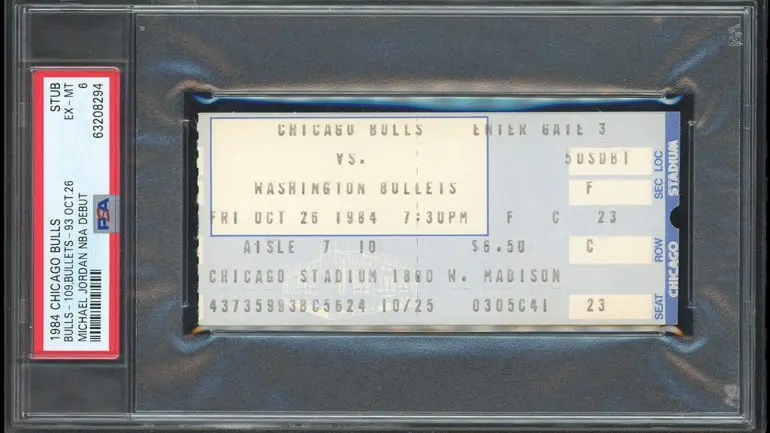 1984 CHICAGO BULLS
BULLS - 109, BULLETS - 93 OCT.26
MICHAEL JORDAN NBA DEBUT
STUB
EX-MT 6
63208294
PSA
CHICAGO BULLS ENTER GATE 3
VS. 50SDBT
WASHINGTON BULLETS F
FRI OCT 26 1984 7:30PM F C 23
AISLE 7 10 $6.50 C
CHICAGO STADIUM 1800 W. MADISON
43735993BC5624 10/25 0305C41 23
SEAT ROW SEC LOC
CHICAGO STADIUM